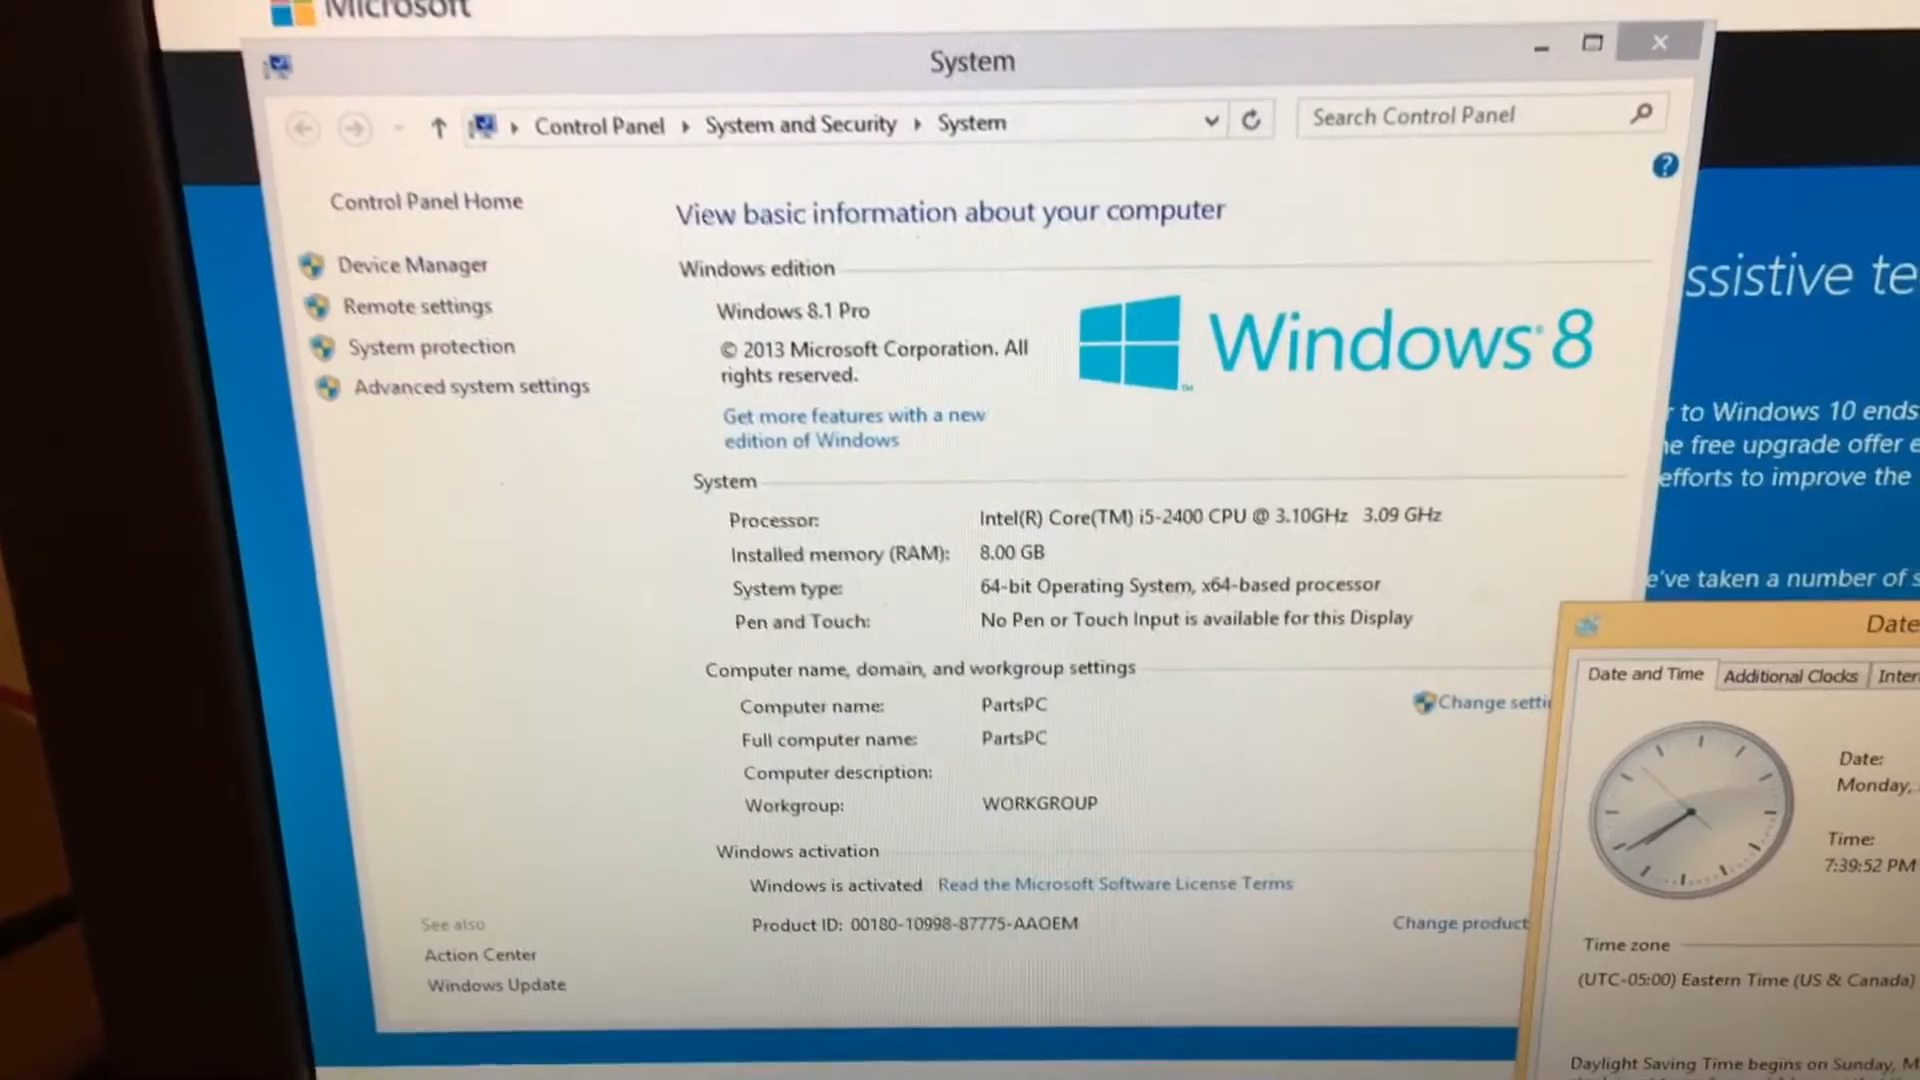 Microsoft
System
Control Panel System and Security System
Search Control Panel
Control Panel Home
Device Manager
Remote settings
System protection
Advanced system settings
View basic information about your computer
Windows edition
Windows 8.1 Pro
© 2013 Microsoft Corporation. All
rights reserved.
Get more features with a new
edition of Windows
Windows 8
System
Processor: Intel(R) Core(TM) i5-2400 CPU @ 3.10GHz 3.09 GHz
Installed memory (RAM): 8.00 GB
System type: 64-bit Operating System, x64-based processor
Pen and Touch: No Pen or Touch Input is available for this Display
Computer name, domain, and workgroup settings
Computer name: PartsPC
Change setti
Full computer name: PartsPC
Computer description:
Workgroup: WORKGROUP
Windows activation
Windows is activated Read the Microsoft Software License Terms
Product ID: 00180-10998-87775-AAOEM
Change product
See also
Action Center
Windows Update
ssistive te
to Windows 10 ends
e free upgrade offer e
efforts to improve the
e've taken a number of s
Date
Date and Time Additional Clocks Inter
Date:
Monday,
Time:
7:39:52 PM
Time zone
(UTC-05:00) Eastern Time (US & Canada)
Daylight Saving Time begins on Sunday, M